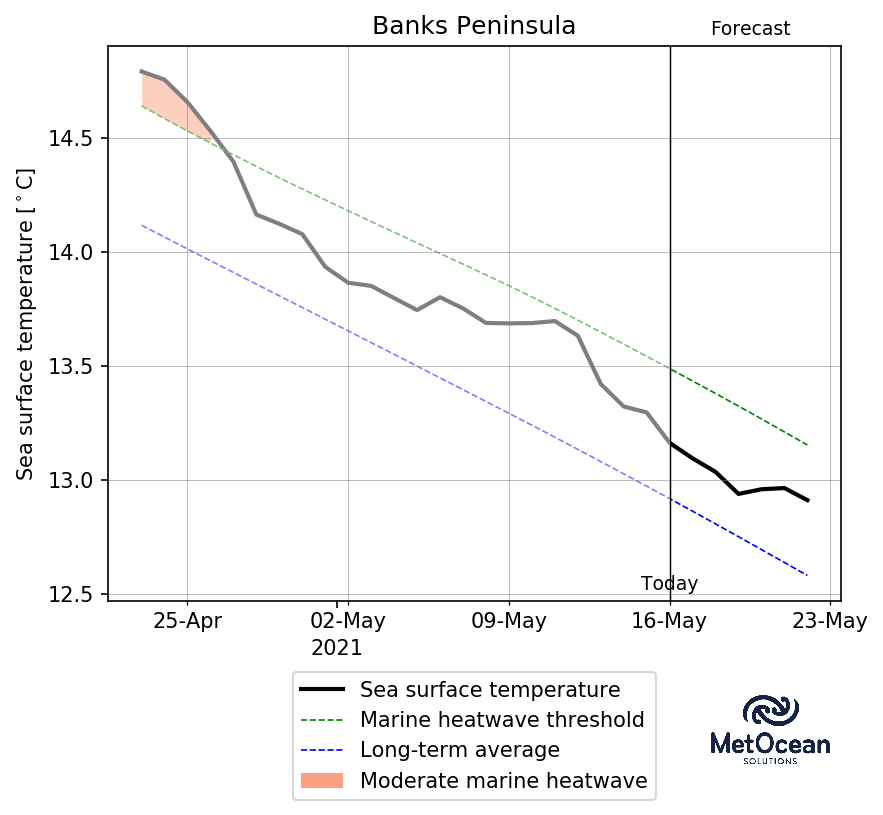 Banks Peninsula
Forecast
Sea surface temperature [°C]
14.5
14.0
13.5
13.0
12.5
Today
25-Apr
02-May
09-May
16-May
23-May
2021
Sea surface temperature
Marine heatwave threshold
Long-term average
Moderate marine heatwave
MetOcean
SOLUTIONS